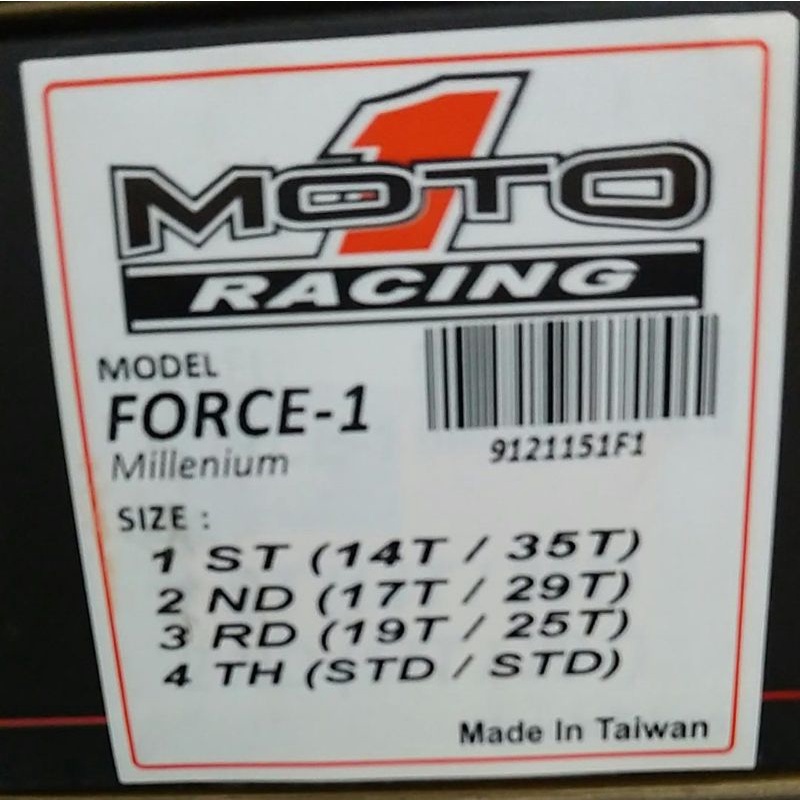 1
MOTO
RACING
MODEL
FORCE-1
Millenium
9121151F1
SIZE :
1 ST (14T / 35T)
2 ND (17T / 29T)
3 RD (19T / 25T)
4 TH (STD / STD)
Made In Taiwan